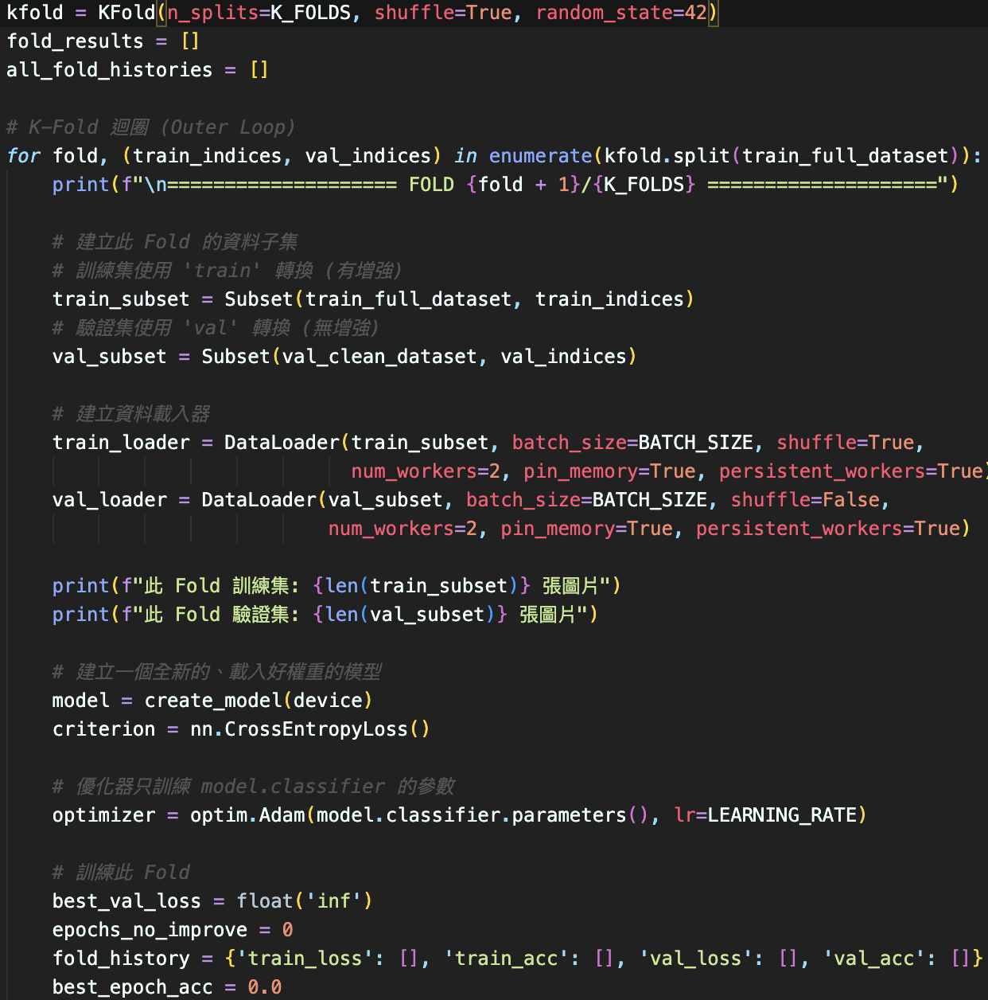 kfold = KFold(n_splits=K_FOLDS, shuffle=True, random_state=42)
fold_results = []
all_fold_histories = []
# K-Fold 迴圈 (Outer Loop)
for fold, (train_indices, val_indices) in enumerate(kfold.split(train_full_dataset)):
    print(f"\n==================== FOLD {fold + 1}/{K_FOLDS} ====================")
    # 建立此 Fold 的資料子集
    # 訓練集使用 'train' 轉換 (有增強)
    train_subset = Subset(train_full_dataset, train_indices)
    # 驗證集使用 'val' 轉換 (無增強)
    val_subset = Subset(val_clean_dataset, val_indices)
    # 建立資料載入器
    train_loader = DataLoader(train_subset, batch_size=BATCH_SIZE, shuffle=True,
                              num_workers=2, pin_memory=True, persistent_workers=True)
    val_loader = DataLoader(val_subset, batch_size=BATCH_SIZE, shuffle=False,
                            num_workers=2, pin_memory=True, persistent_workers=True)
    print(f"此 Fold 訓練集: {len(train_subset)} 張圖片")
    print(f"此 Fold 驗證集: {len(val_subset)} 張圖片")
    # 建立一個全新的、載入好權重的模型
    model = create_model(device)
    criterion = nn.CrossEntropyLoss()
    # 優化器只訓練 model.classifier 的參數
    optimizer = optim.Adam(model.classifier.parameters(), lr=LEARNING_RATE)
    # 訓練此 Fold
    best_val_loss = float('inf')
    epochs_no_improve = 0
    fold_history = {'train_loss': [], 'train_acc': [], 'val_loss': [], 'val_acc': []}
    best_epoch_acc = 0.0